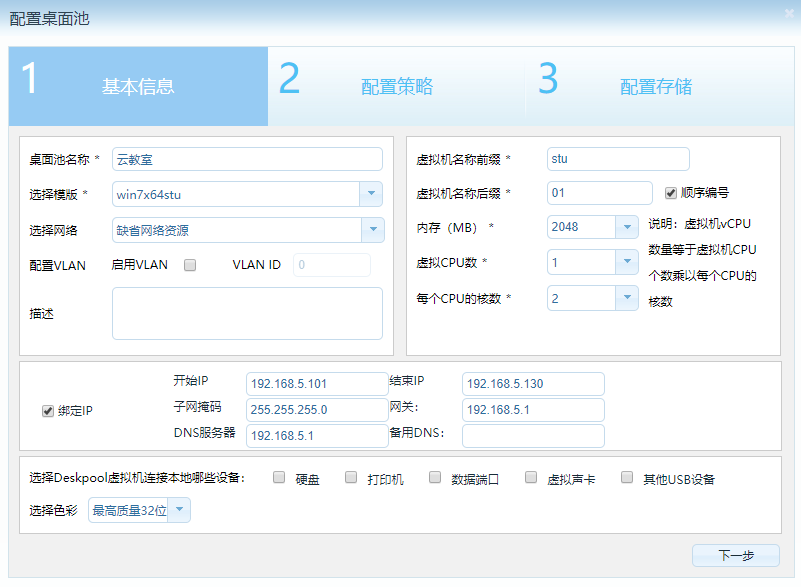 配置桌面池
1 基本信息 2 配置策略 3 配置存储
桌面池名称 * 云教室
选择模版 * win7x64stu
选择网络 缺省网络资源
配置VLAN 启用VLAN VLAN ID 0
描述
虚拟机名称前缀 * stu
虚拟机名称后缀 * 01 顺序编号
内存（MB） * 2048
虚拟CPU数 * 1
每个CPU的核数 * 2
说明：虚拟机vCPU
数量等于虚拟机CPU
个数乘以每个CPU的
核数
绑定IP
开始IP 192.168.5.101 结束IP 192.168.5.130
子网掩码 255.255.255.0 网关： 192.168.5.1
DNS服务器 192.168.5.1 备用DNS：
选择Deskpool虚拟机连接本地哪些设备： 硬盘 打印机 数据端口 虚拟声卡 其他USB设备
选择色彩 最高质量32位
下一步